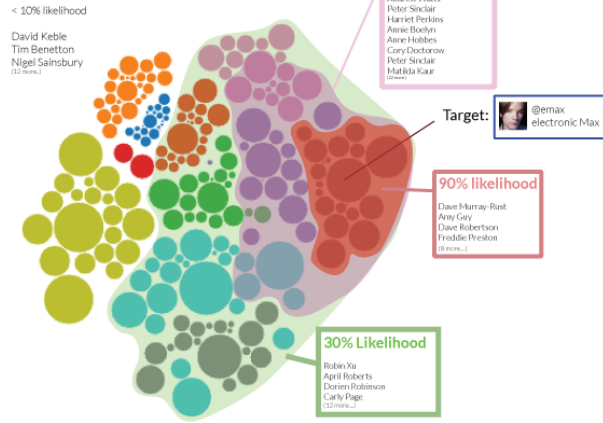 < 10% likelihood
David Keble
Tim Benetton
Nigel Sainsbury
(12 more...)
Peter Sinclair
Harriet Perkins
Annie Boelyn
Anne Hobbes
Cory Doctorow
Peter Sinclair
Matilda Kaur
Target:
@emax
electronic Max
90% likelihood
Dave Murray-Rust
Amy Guy
Dave Robertson
Freddie Preston
(8 more...)
30% Likelihood
Robin Xu
April Roberts
Dorien Robinson
Carly Page
(12 more...)